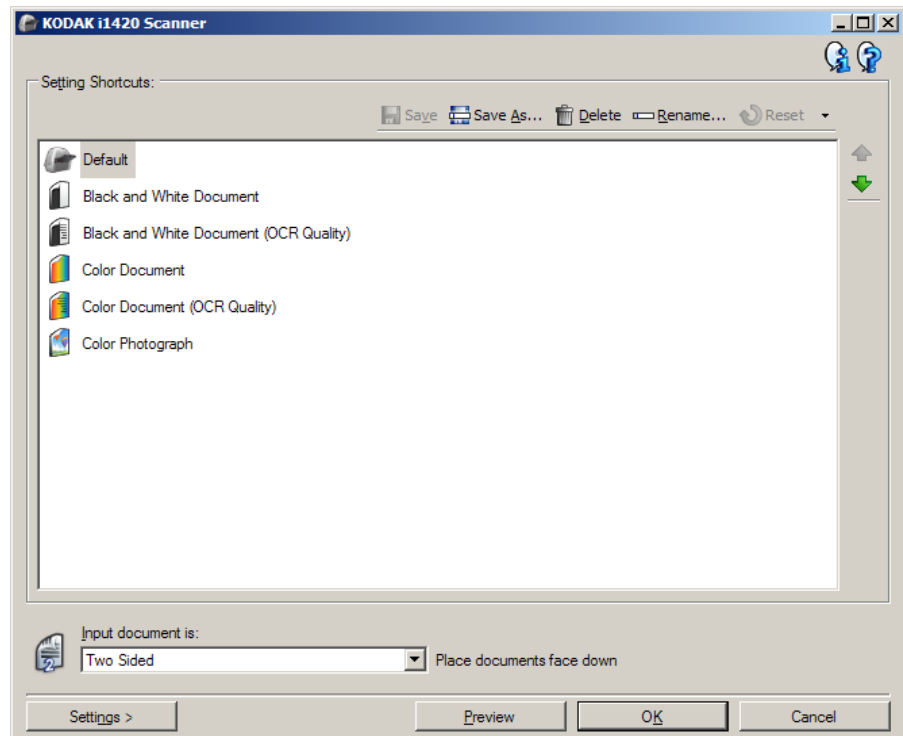 KODAK i1420 Scanner
Setting Shortcuts:
Save Save As... Delete Rename... Reset
Default
Black and White Document
Black and White Document (OCR Quality)
Color Document
Color Document (OCR Quality)
Color Photograph
Input document is:
2 Two Sided Place documents face down
Settings > Preview OK Cancel